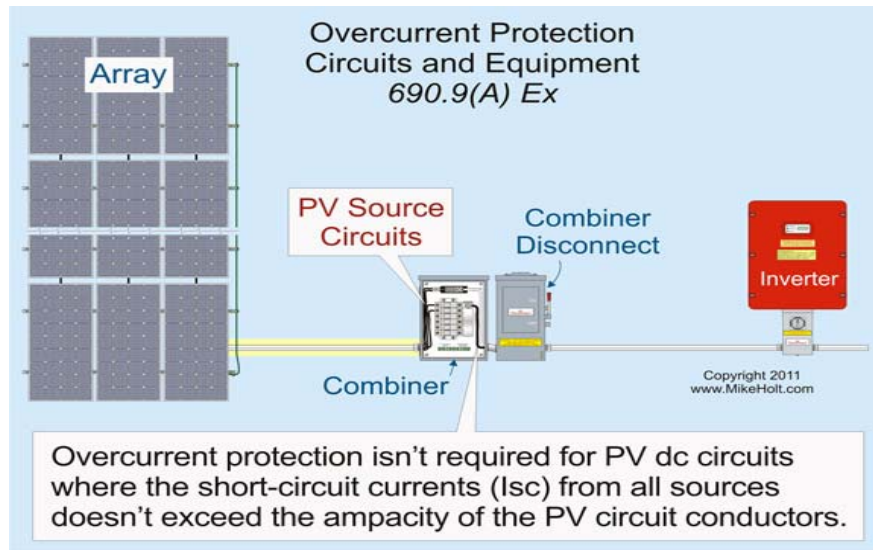 Overcurrent Protection
Circuits and Equipment
690.9(A) Ex
Array
PV Source
Circuits
Combiner
Disconnect
Inverter
Combiner
Copyright 2011
www.MikeHolt.com
Overcurrent protection isn't required for PV dc circuits
where the short-circuit currents (Isc) from all sources
doesn't exceed the ampacity of the PV circuit conductors.